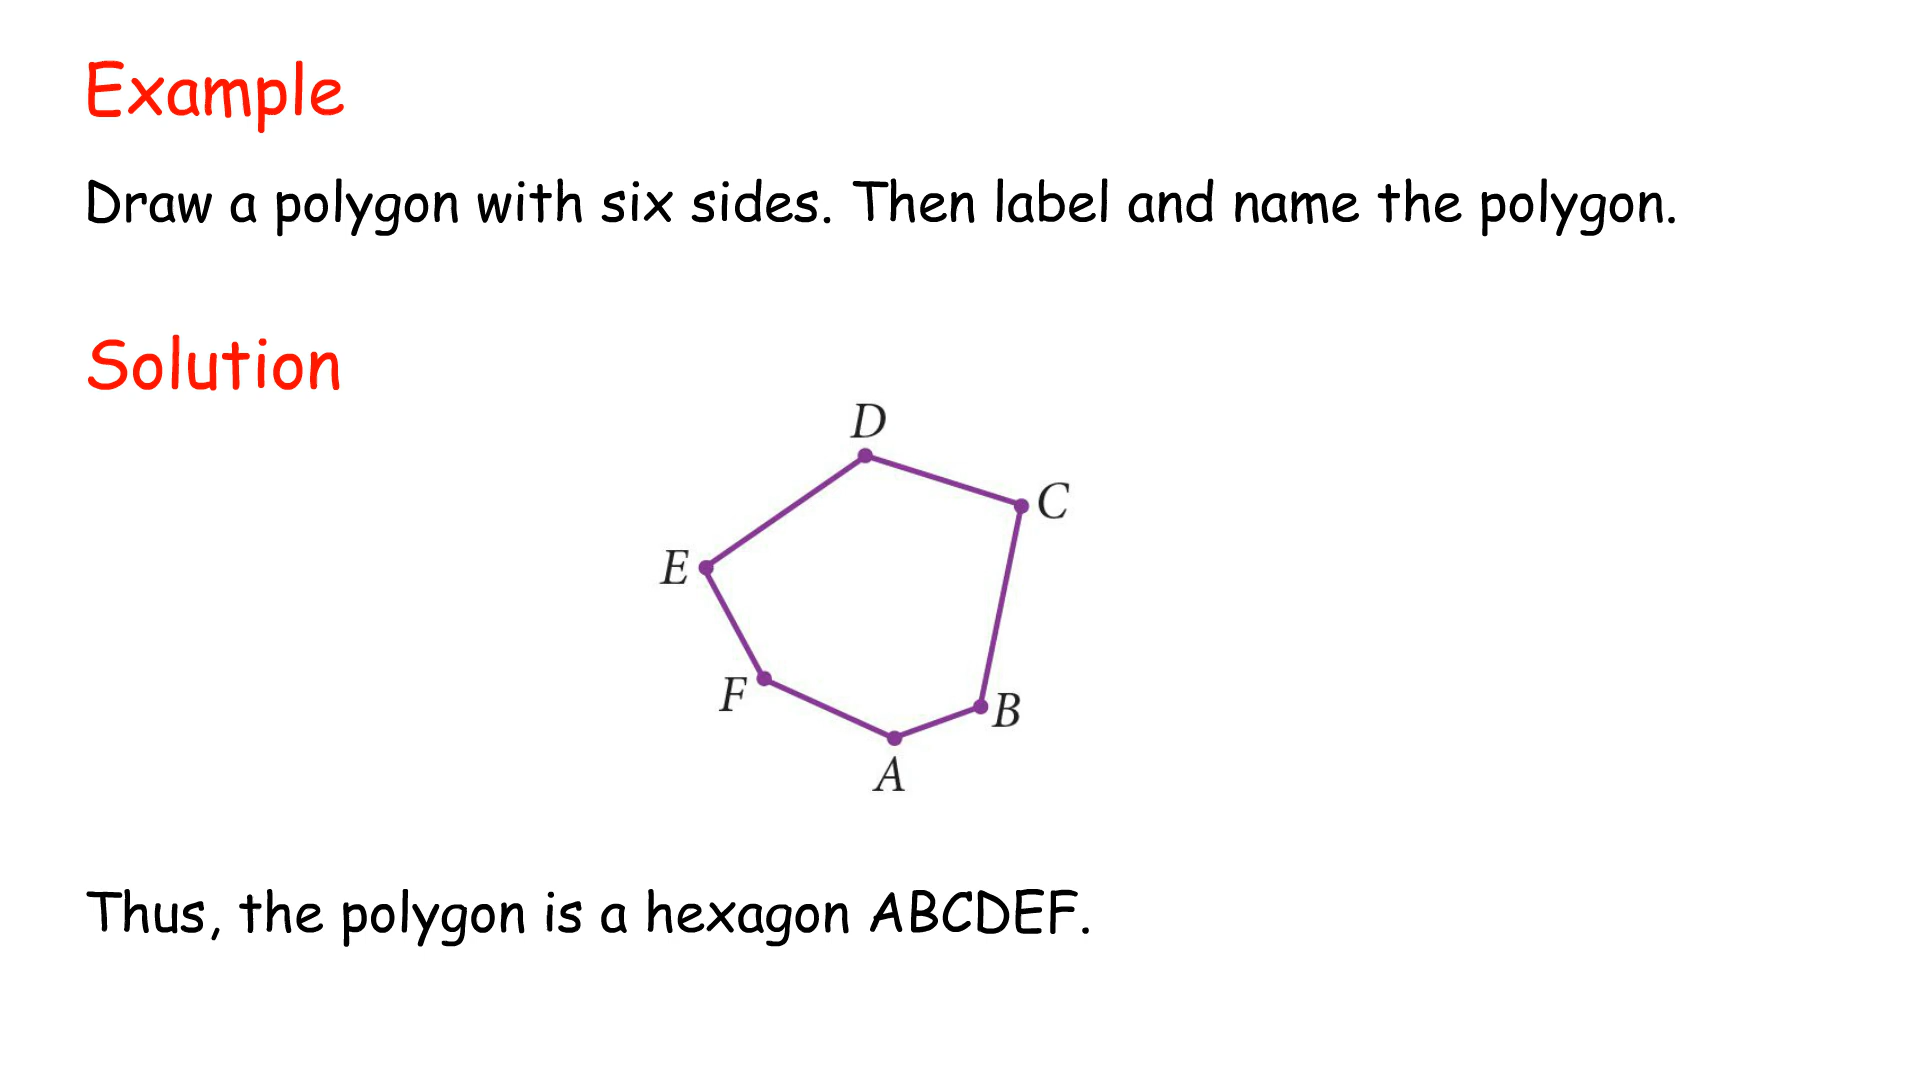 Example
Draw a polygon with six sides. Then label and name the polygon.
Solution
D
C
E
F
B
A
Thus, the polygon is a hexagon ABCDEF.